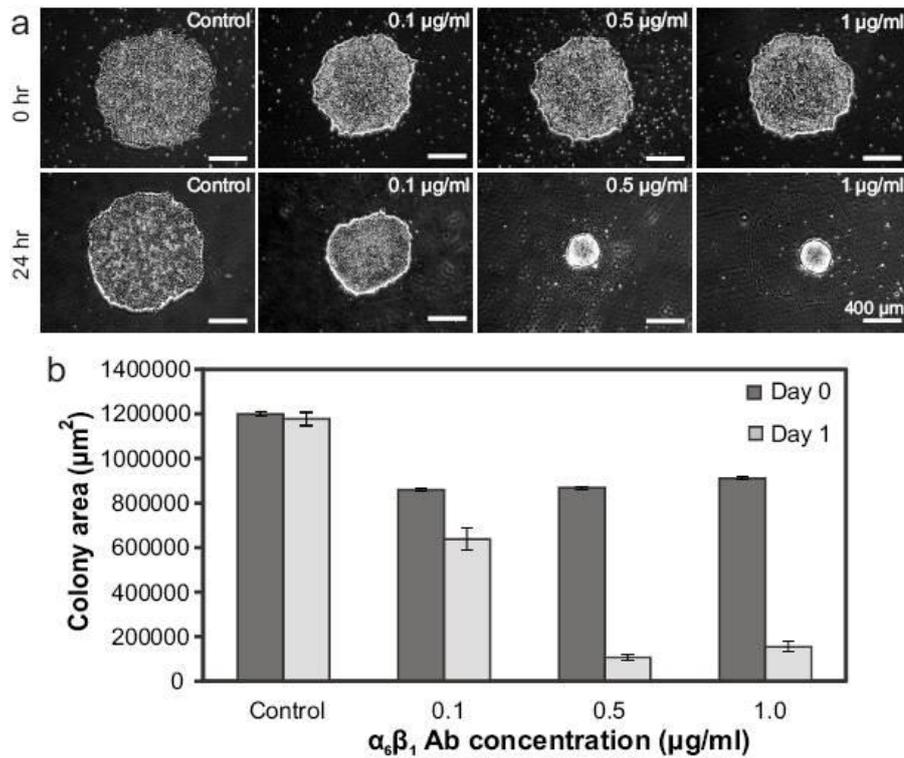 a
Control
0.1 µg/ml
0.5 µg/ml
1 µg/ml
0 hr
Control
0.1 µg/ml
0.5 µg/ml
1 µg/ml
24 hr
400 µm
b
1400000
1200000
1000000
800000
600000
400000
200000
0
Colony area (µm²)
Day 0
Day 1
Control
0.1
0.5
1.0
α₆β₁ Ab concentration (µg/ml)